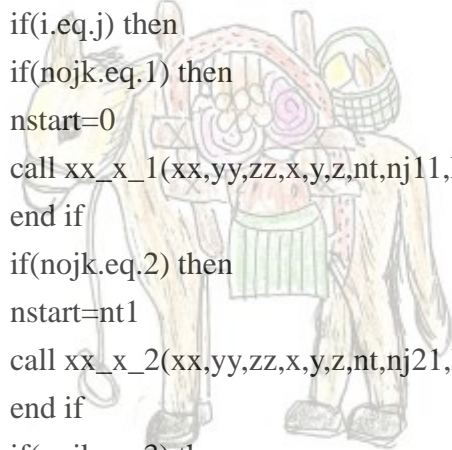 if(i.eq.j) then
if(nojk.eq.1) then
nstart=0
call xx_x_1(xx,yy,zz,x,y,z,nt,nj11,
end if
if(nojk.eq.2) then
nstart=nt1
call xx_x_2(xx,yy,zz,x,y,z,nt,nj21,
end if